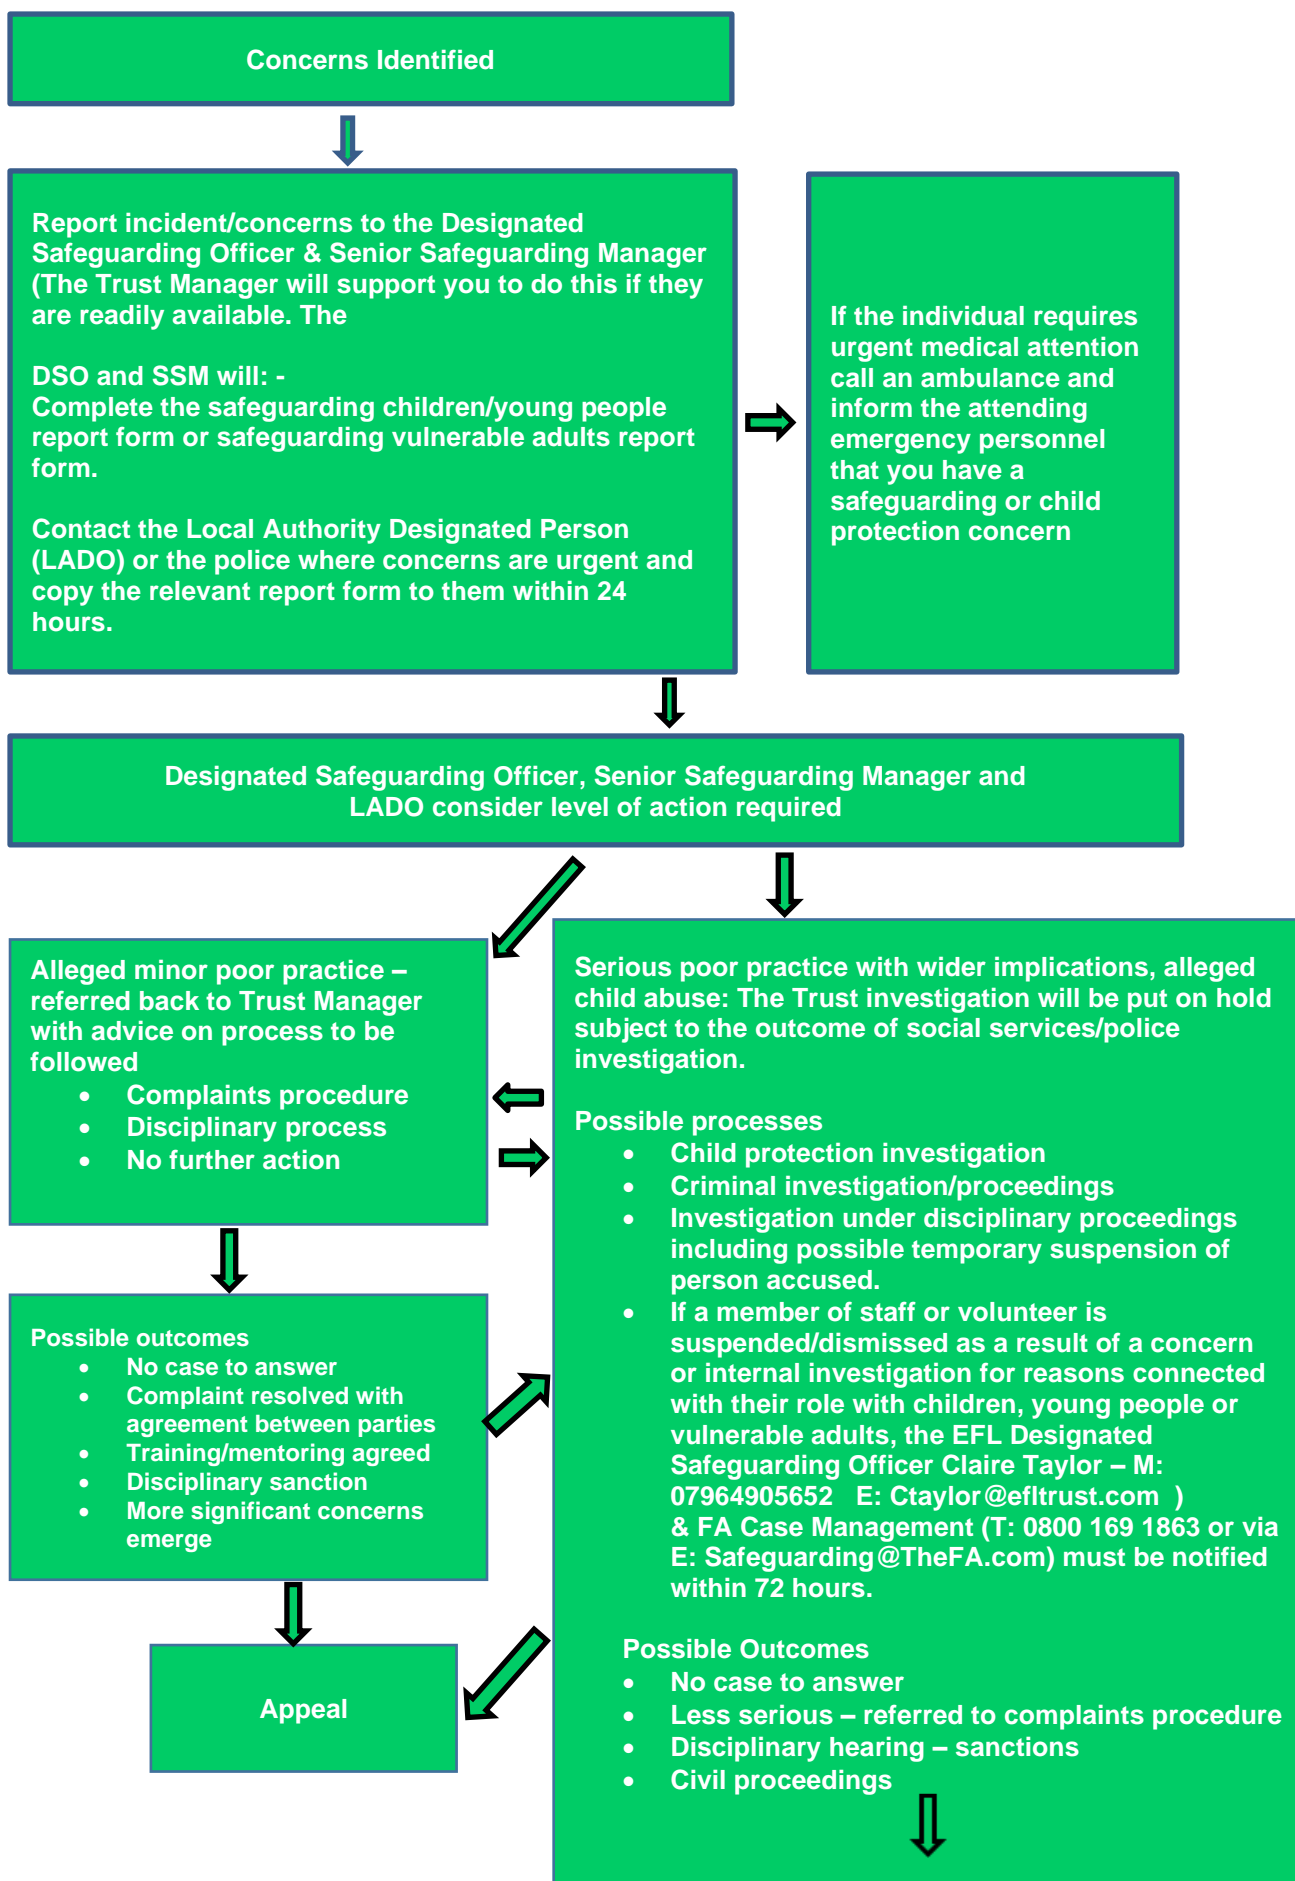 Concerns Identified
Report incident/concerns to the Designated
Safeguarding Officer & Senior Safeguarding Manager
(The Trust Manager will support you to do this if they
are readily available. The
DSO and SSM will: -
Complete the safeguarding children/young people
report form or safeguarding vulnerable adults report
form.
Contact the Local Authority Designated Person
(LADO) or the police where concerns are urgent and
copy the relevant report form to them within 24
hours.
If the individual requires
urgent medical attention
call an ambulance and
inform the attending
emergency personnel
that you have a
safeguarding or child
protection concern
Designated Safeguarding Officer, Senior Safeguarding Manager and
LADO consider level of action required
Alleged minor poor practice –
referred back to Trust Manager
with advice on process to be
followed
• Complaints procedure
• Disciplinary process
• No further action
Possible outcomes
• No case to answer
• Complaint resolved with
agreement between parties
• Training/mentoring agreed
• Disciplinary sanction
• More significant concerns
emerge
Appeal
Serious poor practice with wider implications, alleged
child abuse: The Trust investigation will be put on hold
subject to the outcome of social services/police
investigation.
Possible processes
• Child protection investigation
• Criminal investigation/proceedings
• Investigation under disciplinary proceedings
including possible temporary suspension of
person accused.
• If a member of staff or volunteer is
suspended/dismissed as a result of a concern
or internal investigation for reasons connected
with their role with children, young people or
vulnerable adults, the EFL Designated
Safeguarding Officer Claire Taylor – M:
07964905652 E: Ctaylor@efltrust.com )
& FA Case Management (T: 0800 169 1863 or via
E: Safeguarding@TheFA.com) must be notified
within 72 hours.
Possible Outcomes
• No case to answer
• Less serious – referred to complaints procedure
• Disciplinary hearing – sanctions
• Civil proceedings